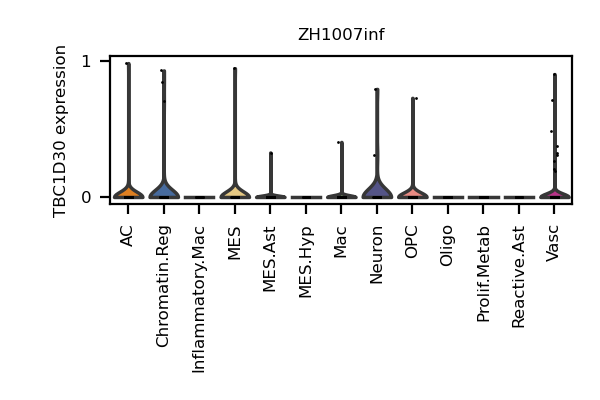 ZH1007inf
TBC1D30 expression
1
0
AC
Chromatin.Reg
Inflammatory.Mac
MES
MES.Ast
MES.Hyp
Mac
Neuron
OPC
Oligo
Prolif.Metab
Reactive.Ast
Vasc